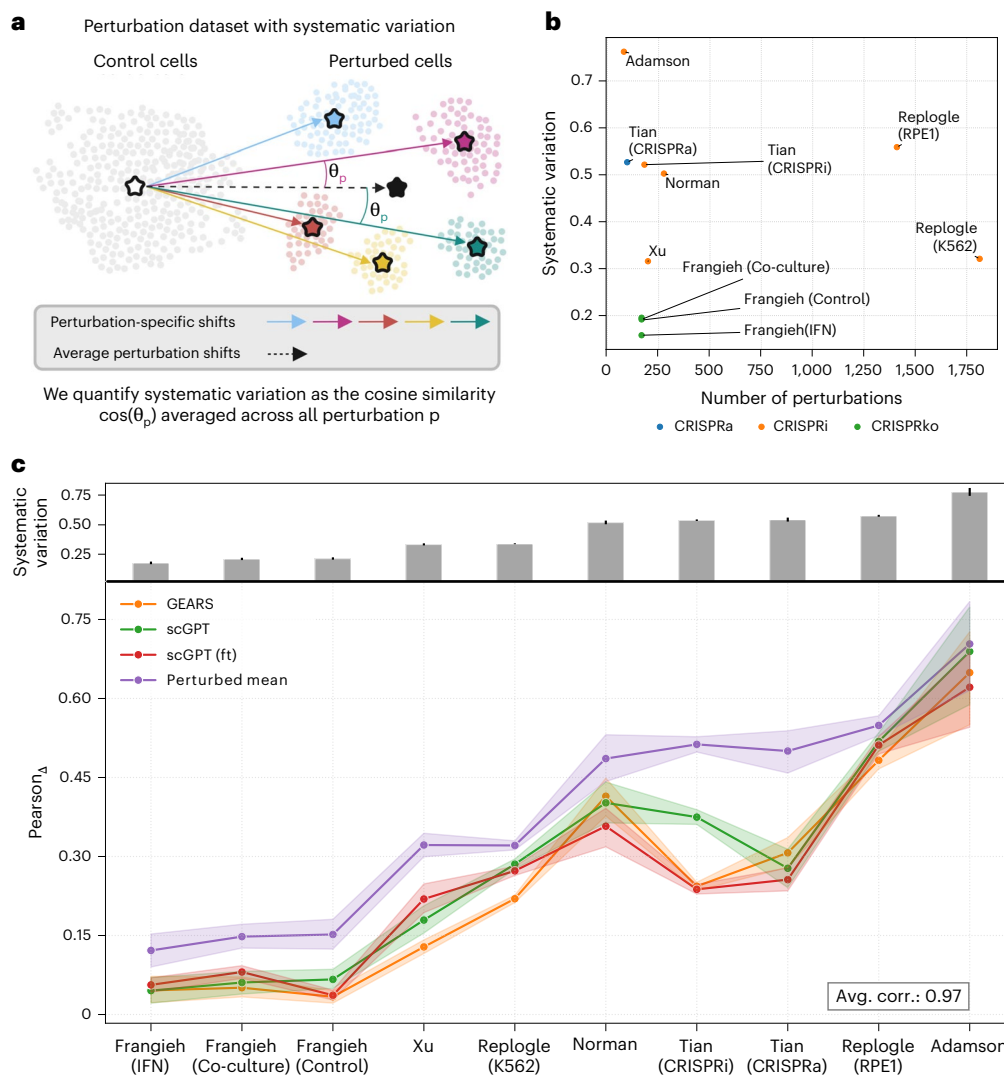 a
Perturbation dataset with systematic variation
Control cells
Perturbed cells
θp
θp
Perturbation-specific shifts
Average perturbation shifts
We quantify systematic variation as the cosine similarity
cos(θp) averaged across all perturbation p
b
Systematic variation
0.7
0.6
0.5
0.4
0.3
0.2
Adamson
Tian
(CRISPRa)
Tian
(CRISPRi)
Norman
Replogle
(RPE1)
Replogle
(K562)
Xu
Frangieh (Co-culture)
Frangieh (Control)
Frangieh(IFN)
0
250
500
750
1,000
1,250
1,500
1,750
Number of perturbations
CRISPRa
CRISPRi
CRISPRko
c
Systematic
variation
0.75
0.50
0.25
GEARS
scGPT
scGPT (ft)
Perturbed mean
PearsonΔ
0.75
0.60
0.45
0.30
0.15
0
Avg. corr.: 0.97
Frangieh
(IFN)
Frangieh
(Co-culture)
Frangieh
(Control)
Xu
Replogle
(K562)
Norman
Tian
(CRISPRi)
Tian
(CRISPRa)
Replogle
(RPE1)
Adamson